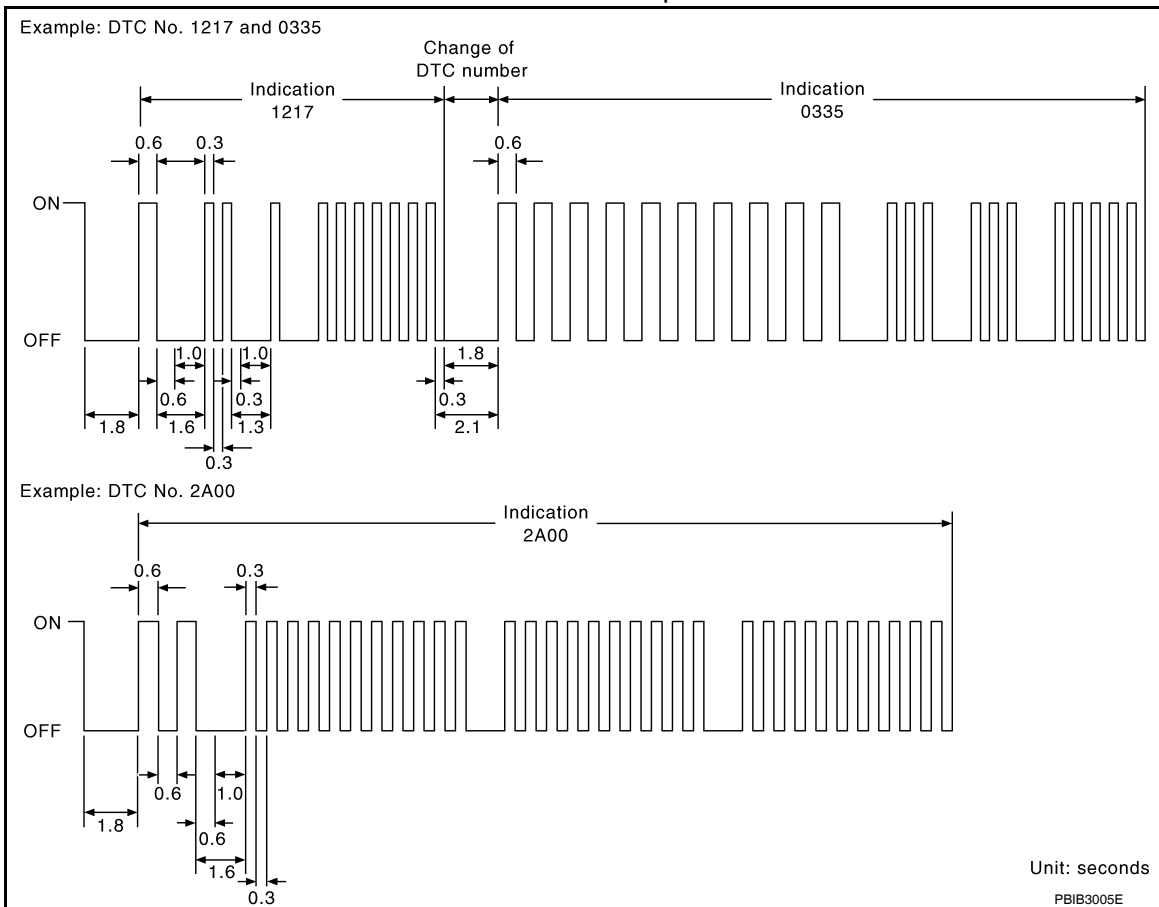 Example: DTC No. 1217 and 0335
Change of
DTC number
Indication
1217
Indication
0335
0.6
0.3
0.6
ON
OFF
1.0
1.0
1.8
0.6
0.3
0.3
1.8
1.6
1.3
2.1
0.3
Example: DTC No. 2A00
Indication
2A00
0.6
0.3
ON
OFF
0.6
1.0
1.8
0.6
1.6
0.3
Unit: seconds
PBIB3005E